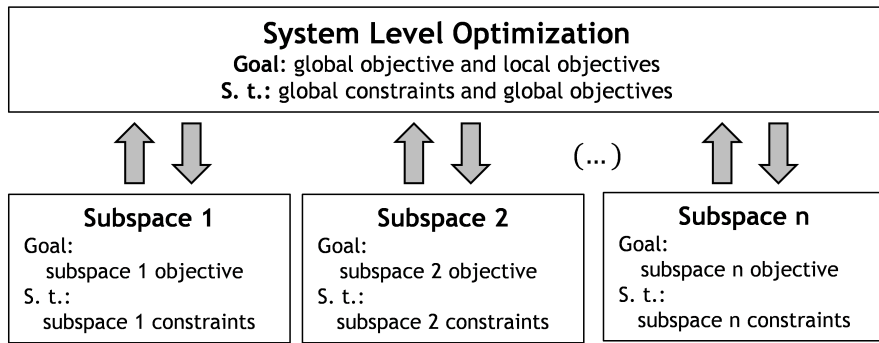 System Level Optimization
Goal: global objective and local objectives
S. t.: global constraints and global objectives
(...)
Subspace 1
Goal:
subspace 1 objective
S. t.:
subspace 1 constraints
Subspace 2
Goal:
subspace 2 objective
S. t.:
subspace 2 constraints
Subspace n
Goal:
subspace n objective
S. t.:
subspace n constraints